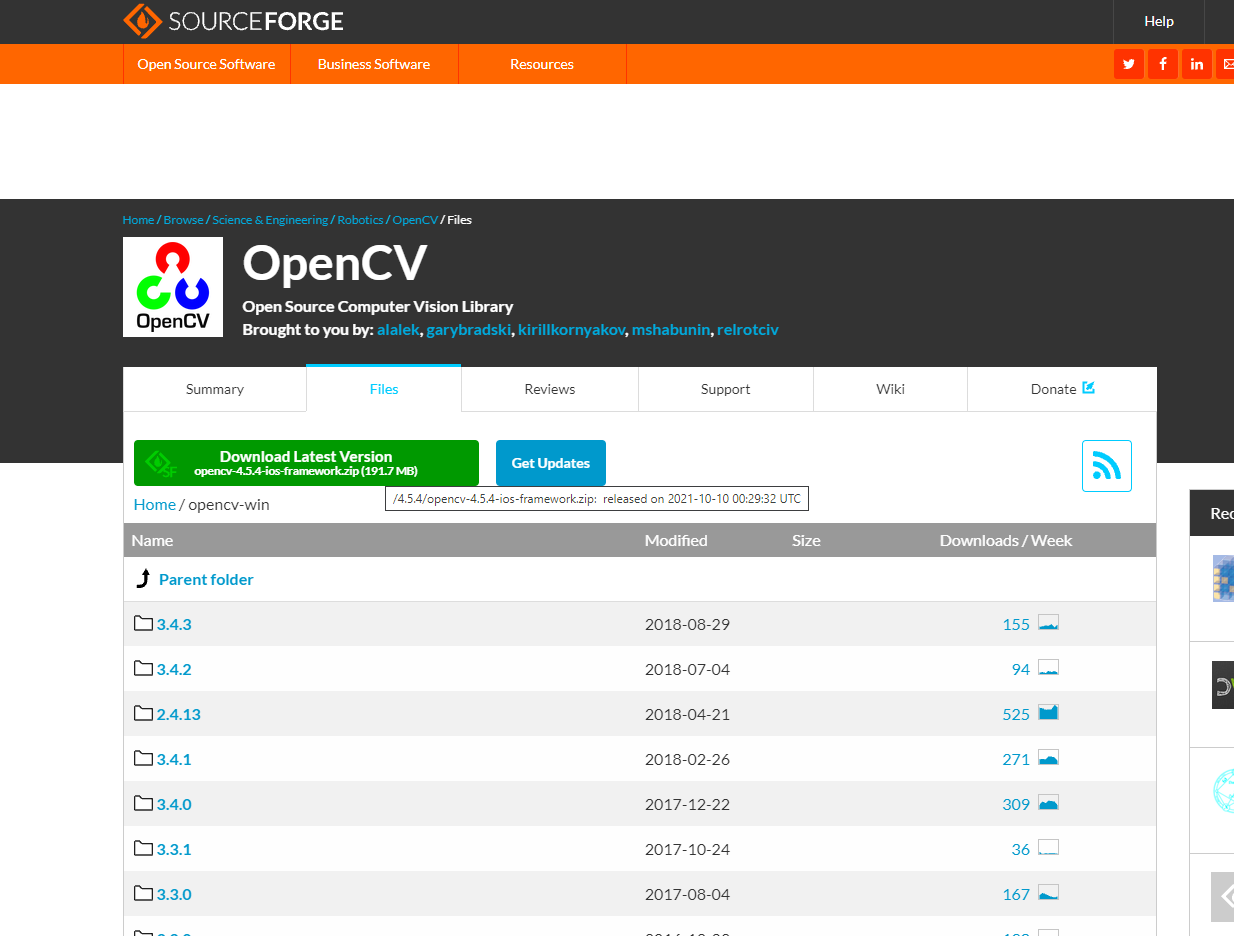 SOURCEFORGE
Help
Open Source Software
Business Software
Resources
Home / Browse / Science & Engineering / Robotics / OpenCV / Files
OpenCV
OpenCV
Open Source Computer Vision Library
Brought to you by: alalek, garybradski, kirillkornyakov, mshabunin, relrotciv
Summary
Files
Reviews
Support
Wiki
Donate
Download Latest Version
opencv-4.5.4-ios-framework.zip (191.7 MB)
SF
Get Updates
/4.5.4/opencv-4.5.4-ios-framework.zip: released on 2021-10-10 00:29:32 UTC
Home / opencv-win
Name Modified Size Downloads / Week
Parent folder
3.4.3 2018-08-29 155
3.4.2 2018-07-04 94
2.4.13 2018-04-21 525
3.4.1 2018-02-26 271
3.4.0 2017-12-22 309
3.3.1 2017-10-24 36
3.3.0 2017-08-04 167